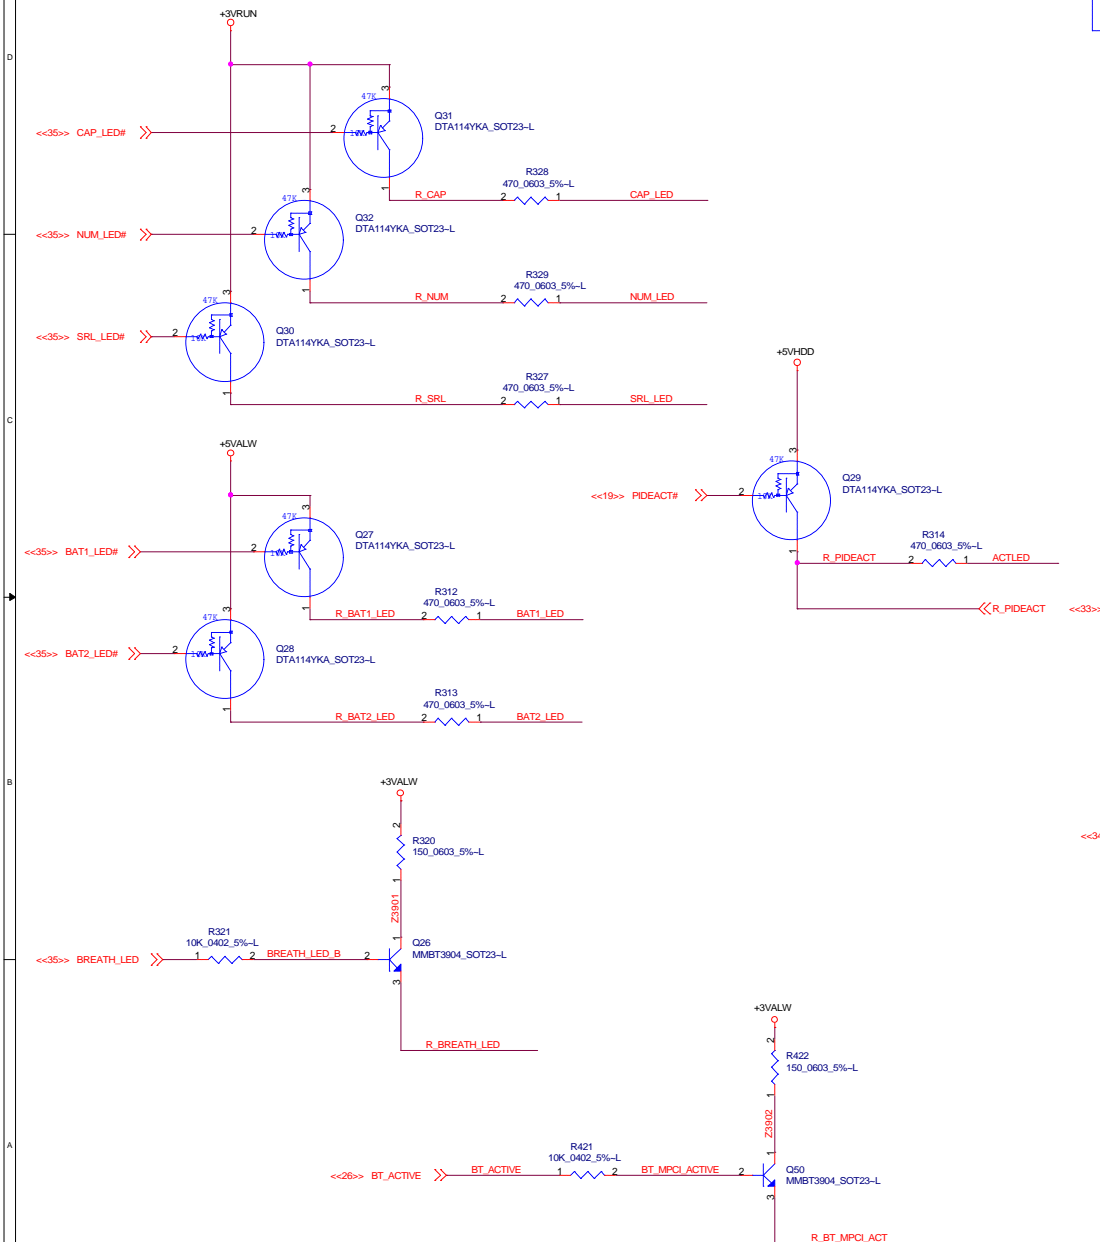 +3VRUN
D
3
47K
Q31
DTA114YKA_SOT23-L
<<35>> CAP_LED#
2
10K
1
R328
470_0603_5%-L
R_CAP
2
1
CAP_LED
3
47K
Q32
DTA114YKA_SOT23-L
<<35>> NUM_LED#
2
10K
1
R329
470_0603_5%-L
R_NUM
2
1
NUM_LED
3
47K
Q30
DTA114YKA_SOT23-L
<<35>> SRL_LED#
2
10K
1
R327
470_0603_5%-L
R_SRL
2
1
SRL_LED
C
+5VHDD
3
47K
Q29
DTA114YKA_SOT23-L
<<19>> PIDEACT#
2
1
R314
470_0603_5%-L
R_PIDEACT
2
1
ACTLED
R_PIDEACT
<<33>>
+5VALW
3
47K
Q27
DTA114YKA_SOT23-L
<<35>> BAT1_LED#
2
10K
1
R312
470_0603_5%-L
R_BAT1_LED
2
1
BAT1_LED
3
47K
Q28
DTA114YKA_SOT23-L
<<35>> BAT2_LED#
2
10K
1
R313
470_0603_5%-L
R_BAT2_LED
2
1
BAT2_LED
B
+3VALW
2
R320
150_0603_5%-L
1
Z3901
<<34
R321
10K_0402_5%-L
<<35>> BREATH_LED
1
2
BREATH_LED_B
2
1
Q26
MMBT3904_SOT23-L
3
R_BREATH_LED
+3VALW
2
R422
150_0603_5%-L
1
Z3902
A
R421
10K_0402_5%-L
<<26>> BT_ACTIVE
BT_ACTIVE
1
2
BT_MPCI_ACTIVE
2
1
Q50
MMBT3904_SOT23-L
3
R_BT_MPCI_ACT